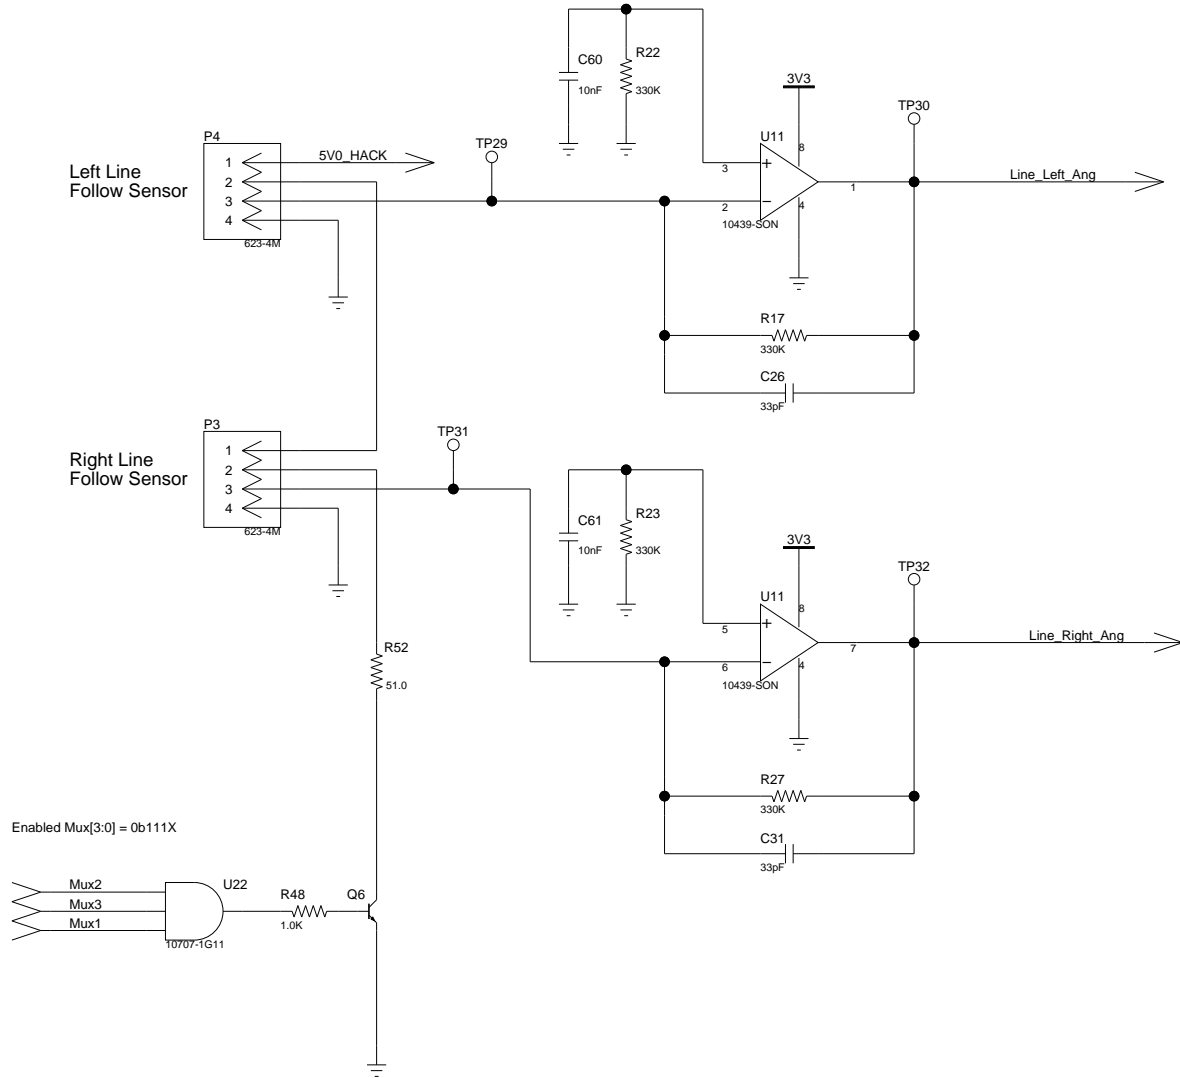 C60
10nF
R22
330K
3V3
TP30
P4
5V0_HACK
TP29
U11
8
Left Line
Follow Sensor
1
2
3
4
623-4M
3
2
+
−
4
1
10439-SON
Line_Left_Ang
R17
330K
C26
33pF
P3
TP31
Right Line
Follow Sensor
1
2
3
4
623-4M
C61
10nF
R23
330K
3V3
TP32
U11
8
5
6
+
−
4
7
10439-SON
Line_Right_Ang
R52
51.0
R27
330K
C31
33pF
Enabled Mux[3:0] = 0b111X
Mux2
Mux3
Mux1
U22
10707-1G11
R48
1.0K
Q6